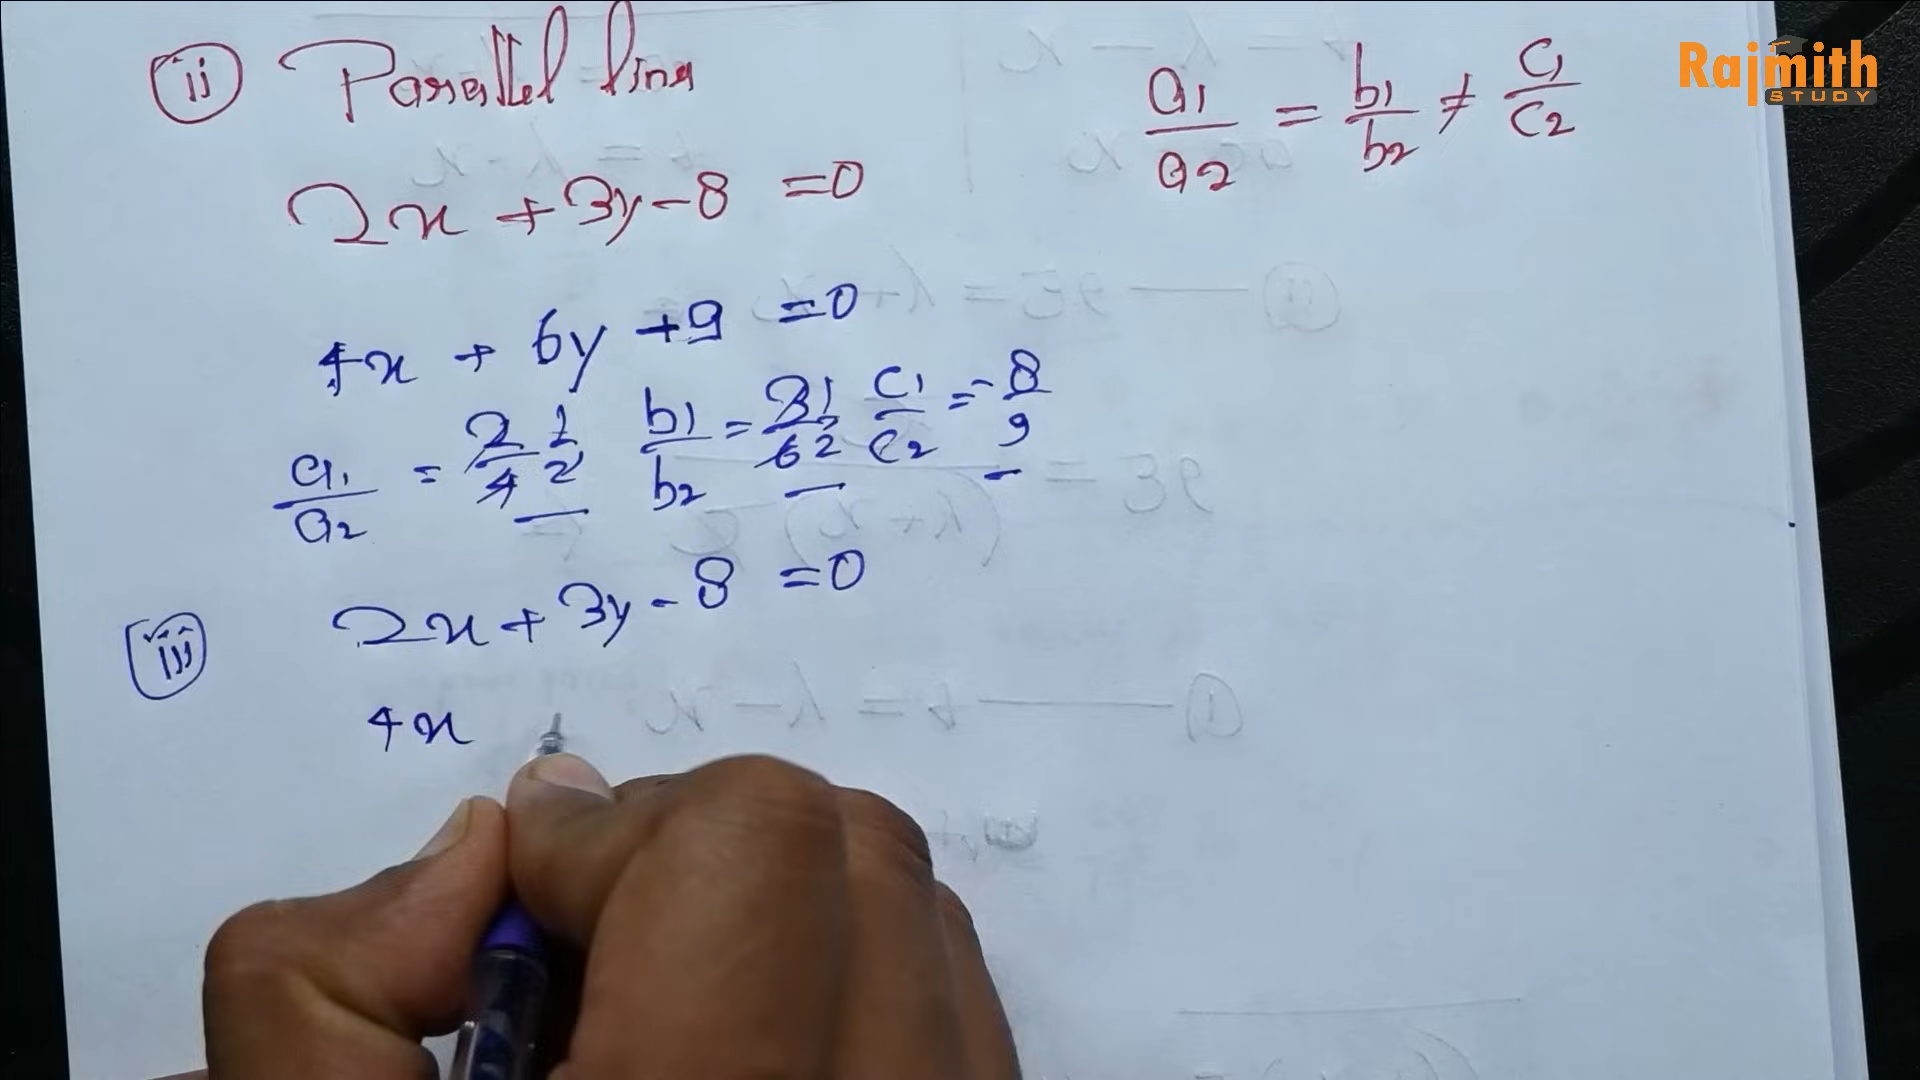 (ii) Parallel line
a1/a2 = b1/b2 ≠ c1/c2
2x + 3y - 8 = 0
4x + 6y + 9 = 0
a1/a2 = 2/4 1/2 b1/b2 = 3/6 1/2 c1/c2 = -8/9
(iii) 2x + 3y - 8 = 0
4x
Rajmith
STUDY